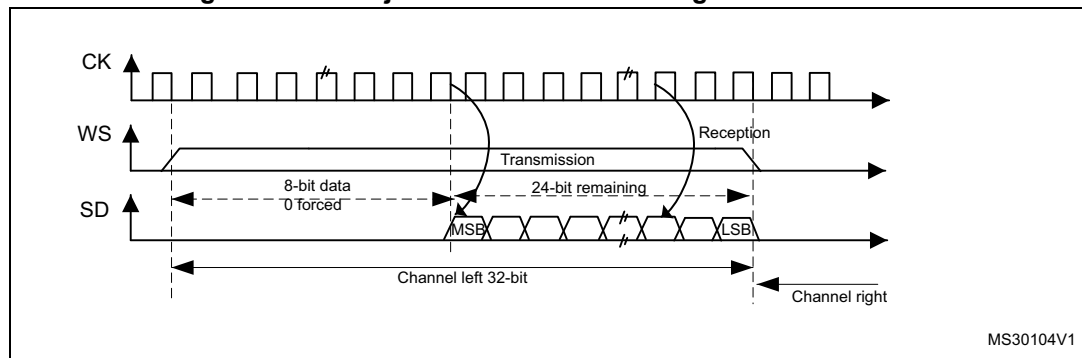 CK
WS
Reception
Transmission
8-bit data
0 forced
24-bit remaining
SD
MSB
LSB
Channel left 32-bit
Channel right
MS30104V1